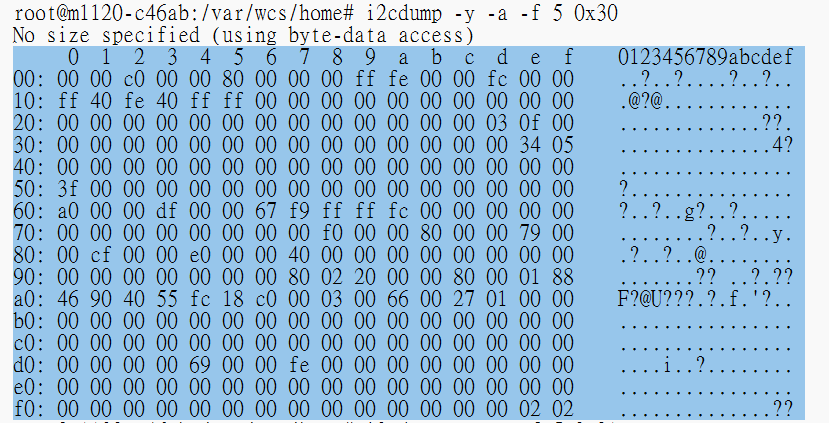 root@m1120-c46ab:/var/wcs/home# i2cdump -y -a -f 5 0x30
No size specified (using byte-data access)
     0  1  2  3  4  5  6  7  8  9  a  b  c  d  e  f    0123456789abcdef
00: 00 00 c0 00 00 80 00 00 00 ff fe 00 00 fc 00 00    ..?..?....?..?..
10: ff 40 fe 40 ff ff 00 00 00 00 00 00 00 00 00 00    .@?@............
20: 00 00 00 00 00 00 00 00 00 00 00 00 00 03 0f 00    .............??.
30: 00 00 00 00 00 00 00 00 00 00 00 00 00 00 34 05    ..............4?
40: 00 00 00 00 00 00 00 00 00 00 00 00 00 00 00 00    ................
50: 3f 00 00 00 00 00 00 00 00 00 00 00 00 00 00 00    ?...............
60: a0 00 00 df 00 00 67 f9 ff ff fc 00 00 00 00 00    ?..?..g?..?.....
70: 00 00 00 00 00 00 00 00 f0 00 00 80 00 00 79 00    ........?..?..y.
80: 00 cf 00 00 e0 00 00 40 00 00 00 00 00 00 00 00    .?..?..@........
90: 00 00 00 00 00 00 00 80 02 20 00 00 80 00 01 88    .......?? ..?.??
a0: 46 90 40 55 fc 18 c0 00 03 00 66 00 27 01 00 00    F?@U???.?.f.'?..
b0: 00 00 00 00 00 00 00 00 00 00 00 00 00 00 00 00    ................
c0: 00 00 00 00 00 00 00 00 00 00 00 00 00 00 00 00    ................
d0: 00 00 00 00 69 00 00 fe 00 00 00 00 00 00 00 00    ....i..?........
e0: 00 00 00 00 00 00 00 00 00 00 00 00 00 00 00 00    ................
f0: 00 00 00 00 00 00 00 00 00 00 00 00 00 00 02 02    ..............??